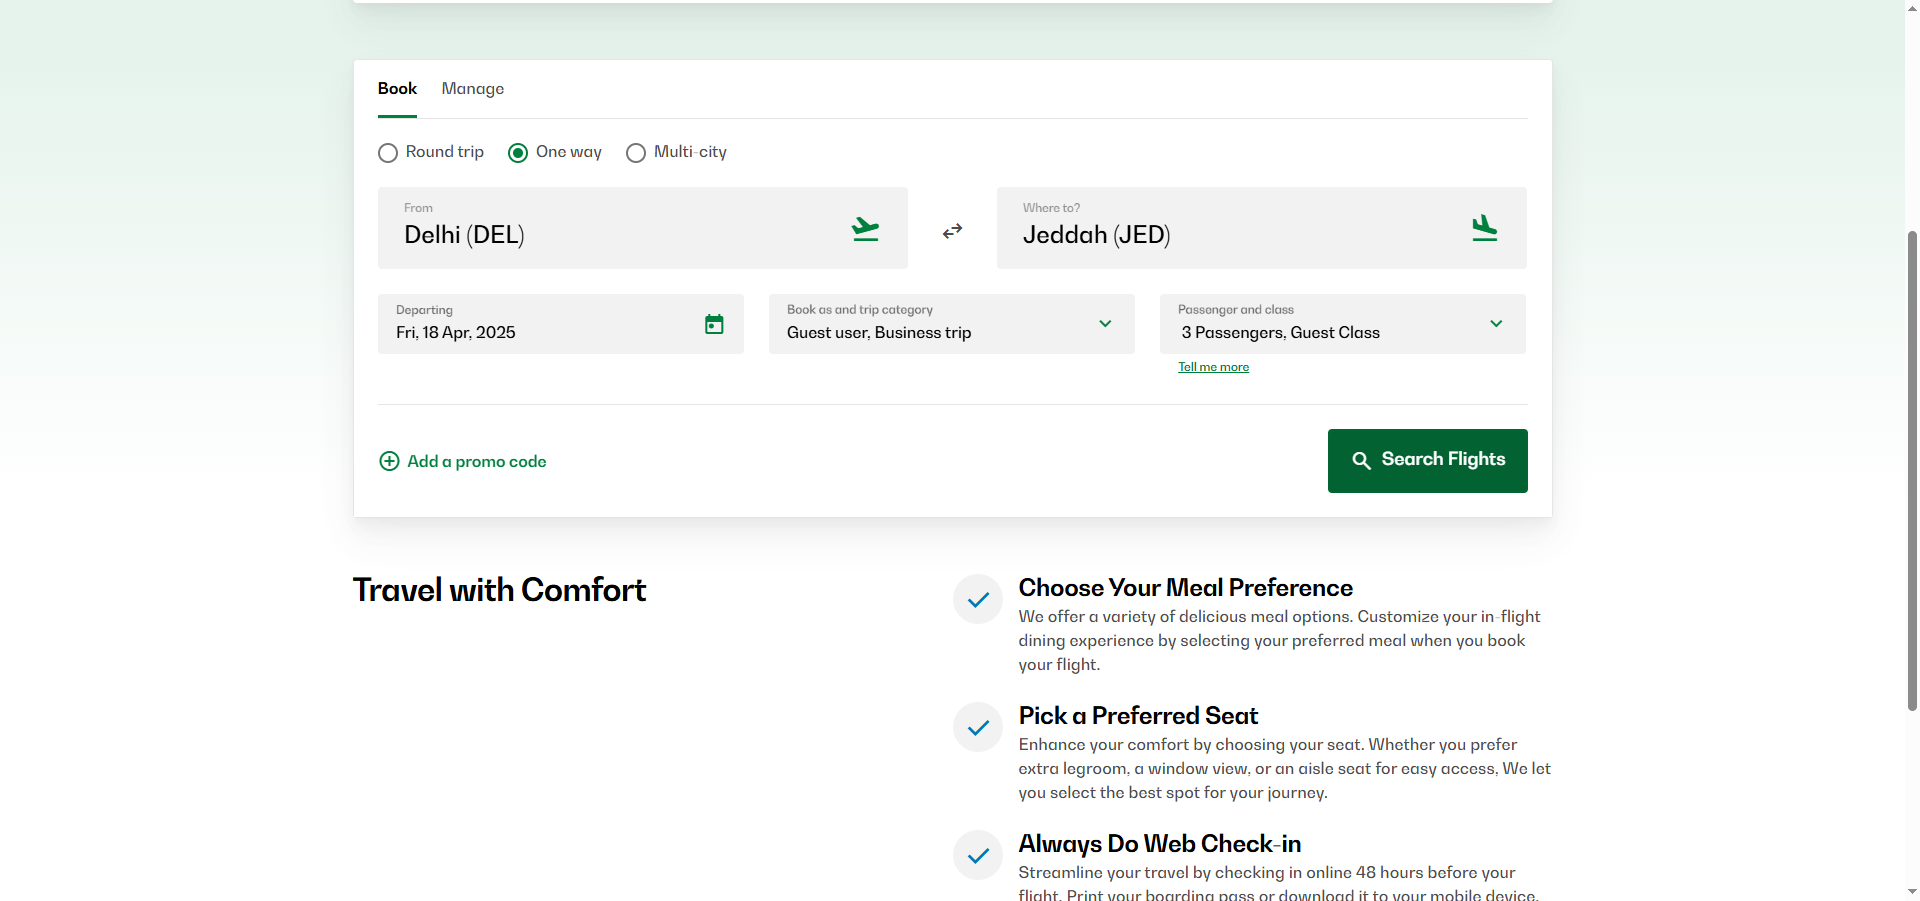 Book
Manage
Round trip
One way
Multi-city
From
Delhi (DEL)
Where to?
Jeddah (JED)
Departing
Fri, 18 Apr, 2025
Book as and trip category
Guest user, Business trip
Passenger and class
3 Passengers, Guest Class
Tell me more
Add a promo code
Search Flights
Travel with Comfort
Choose Your Meal Preference
We offer a variety of delicious meal options. Customize your in-flight
dining experience by selecting your preferred meal when you book
your flight.
Pick a Preferred Seat
Enhance your comfort by choosing your seat. Whether you prefer
extra legroom, a window view, or an aisle seat for easy access, We let
you select the best spot for your journey.
Always Do Web Check-in
Streamline your travel by checking in online 48 hours before your
flight. Print your boarding pass or download it to your mobile device.